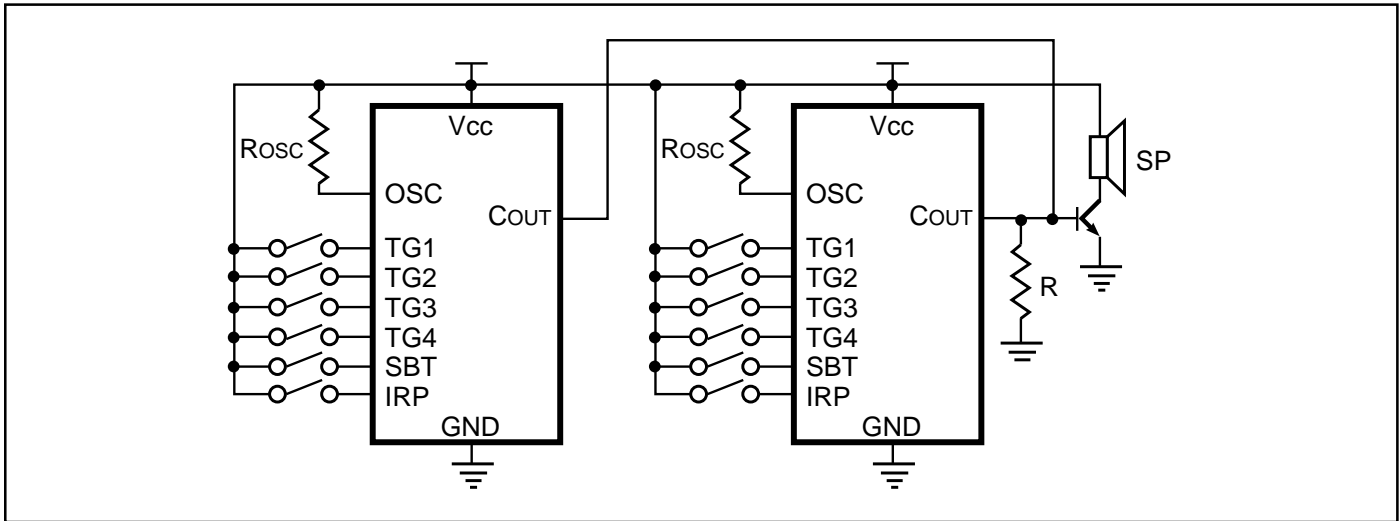 Vcc
ROSC
OSC
COUT
TG1
TG2
TG3
TG4
SBT
IRP
GND
Vcc
ROSC
OSC
COUT
TG1
TG2
TG3
TG4
SBT
IRP
GND
SP
R